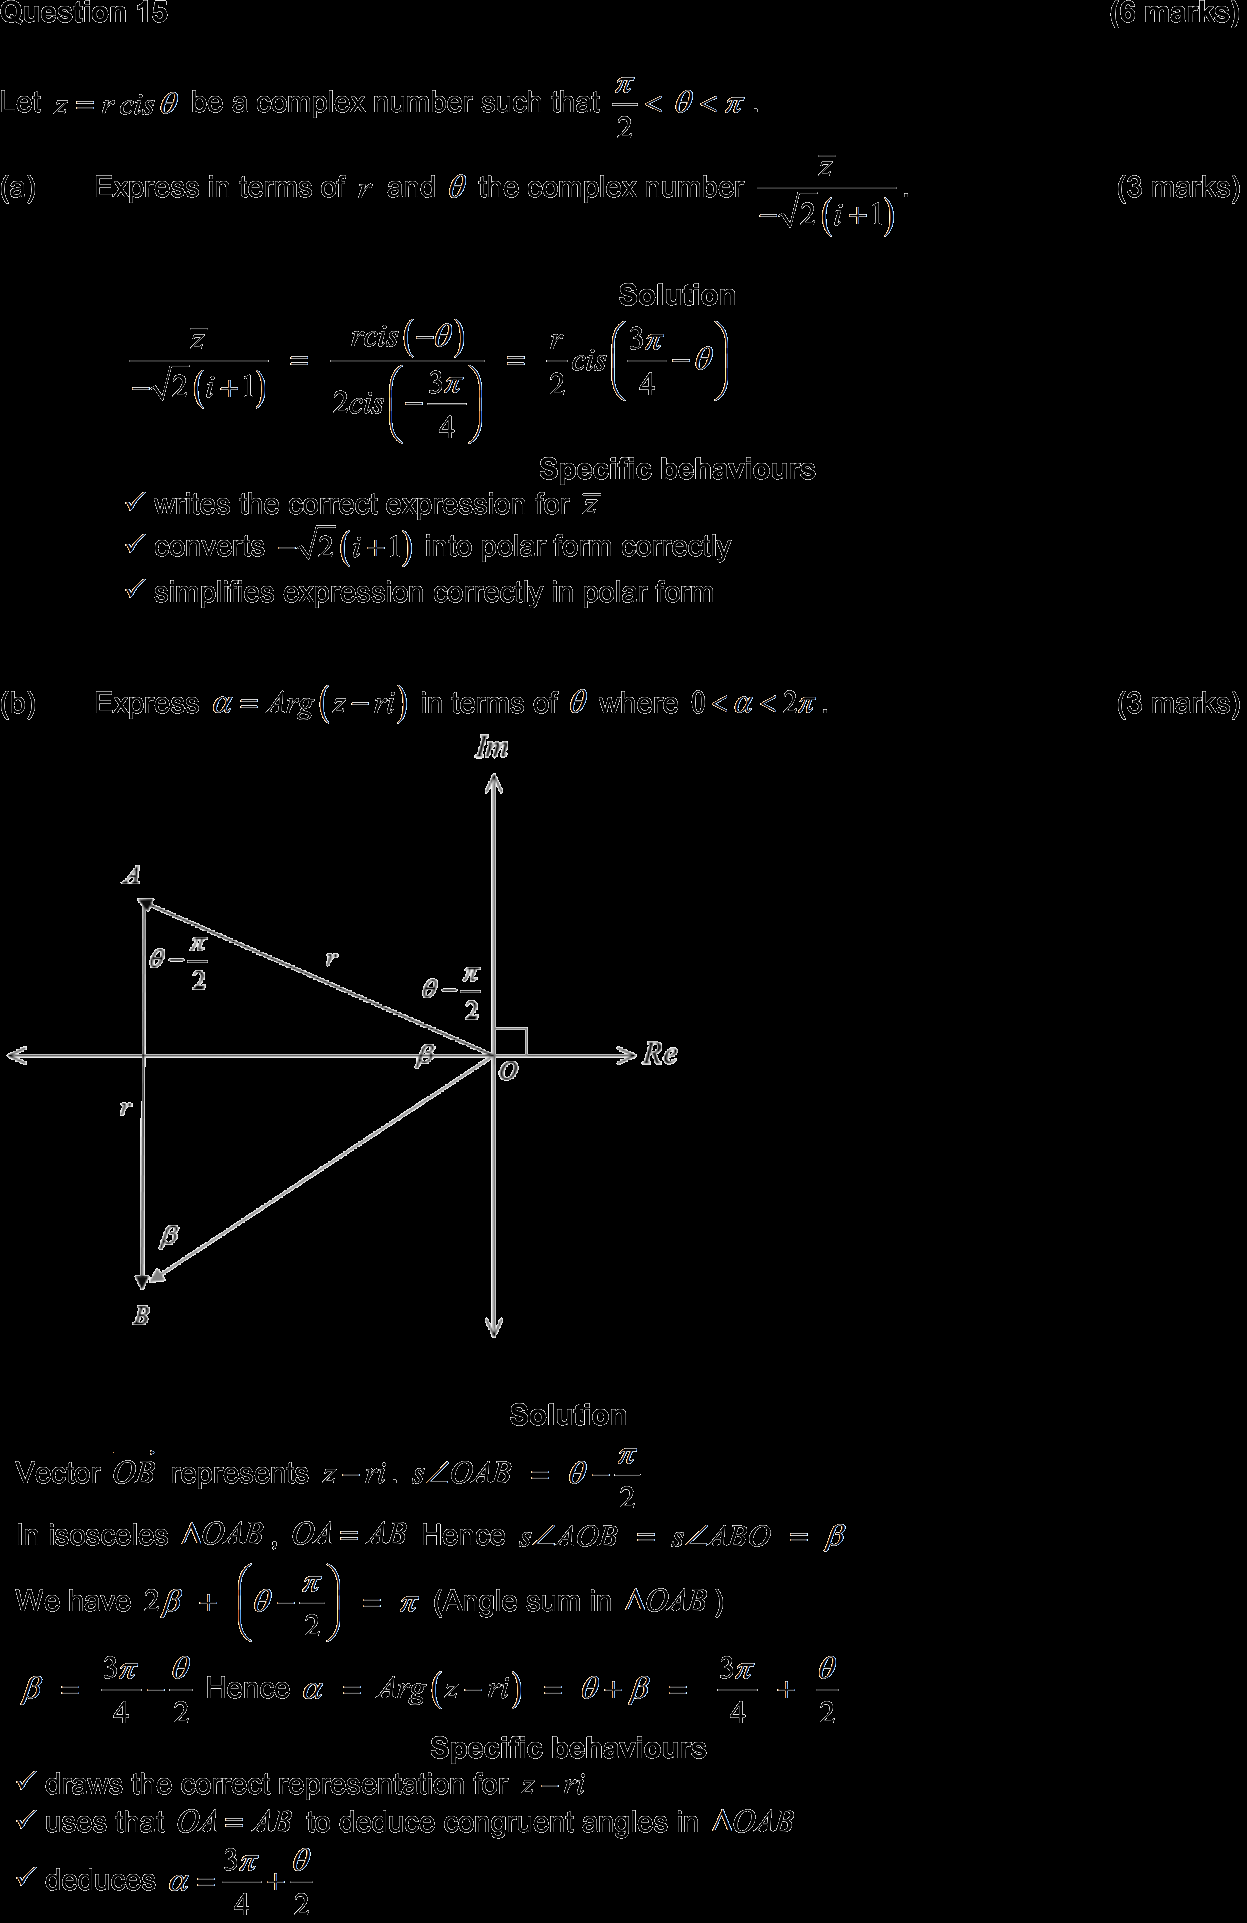 Question 15 (6 marks)
Let z = r cis θ be a complex number such that π/2 < θ < π .
(a) Express in terms of r and θ the complex number z̅/(−√2(i+1)) . (3 marks)
Solution
z̅/(−√2(i+1)) = rcis(−θ)/(2cis(−3π/4)) = r/2 cis(3π/4 − θ)
Specific behaviours
✓ writes the correct expression for z̅
✓ converts −√2(i+1) into polar form correctly
✓ simplifies expression correctly in polar form
(b) Express α = Arg(z − ri) in terms of θ where 0 < α < 2π . (3 marks)
Im
A
θ − π/2
r
θ − π/2
β
O
Re
r
β
B
Solution
Vector OB represents z − ri . s∠OAB = θ − π/2
In isosceles ΛOAB , OA = AB Hence s∠AOB = s∠ABO = β
We have 2β + (θ − π/2) = π (Angle sum in ΛOAB )
β = 3π/4 − θ/2 Hence α = Arg(z − ri) = θ + β = 3π/4 + θ/2
Specific behaviours
✓ draws the correct representation for z − ri
✓ uses that OA = AB to deduce congruent angles in ΛOAB
✓ deduces α = 3π/4 + θ/2